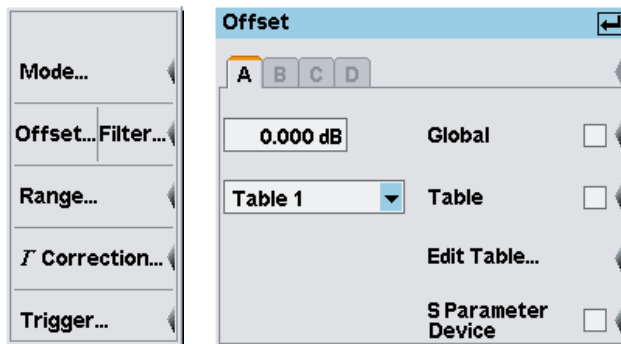 Mode...
Offset... Filter...
Range...
Γ Correction...
Trigger...
Offset
A B C D
0.000 dB Global
Table 1 Table
Edit Table...
S Parameter
Device